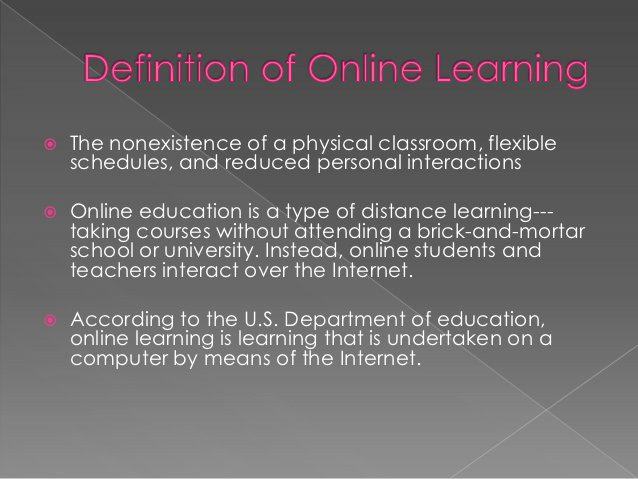 Definition of Online Learning
The nonexistence of a physical classroom, flexible
schedules, and reduced personal interactions
Online education is a type of distance learning---
taking courses without attending a brick-and-mortar
school or university. Instead, online students and
teachers interact over the Internet.
According to the U.S. Department of education,
online learning is learning that is undertaken on a
computer by means of the Internet.